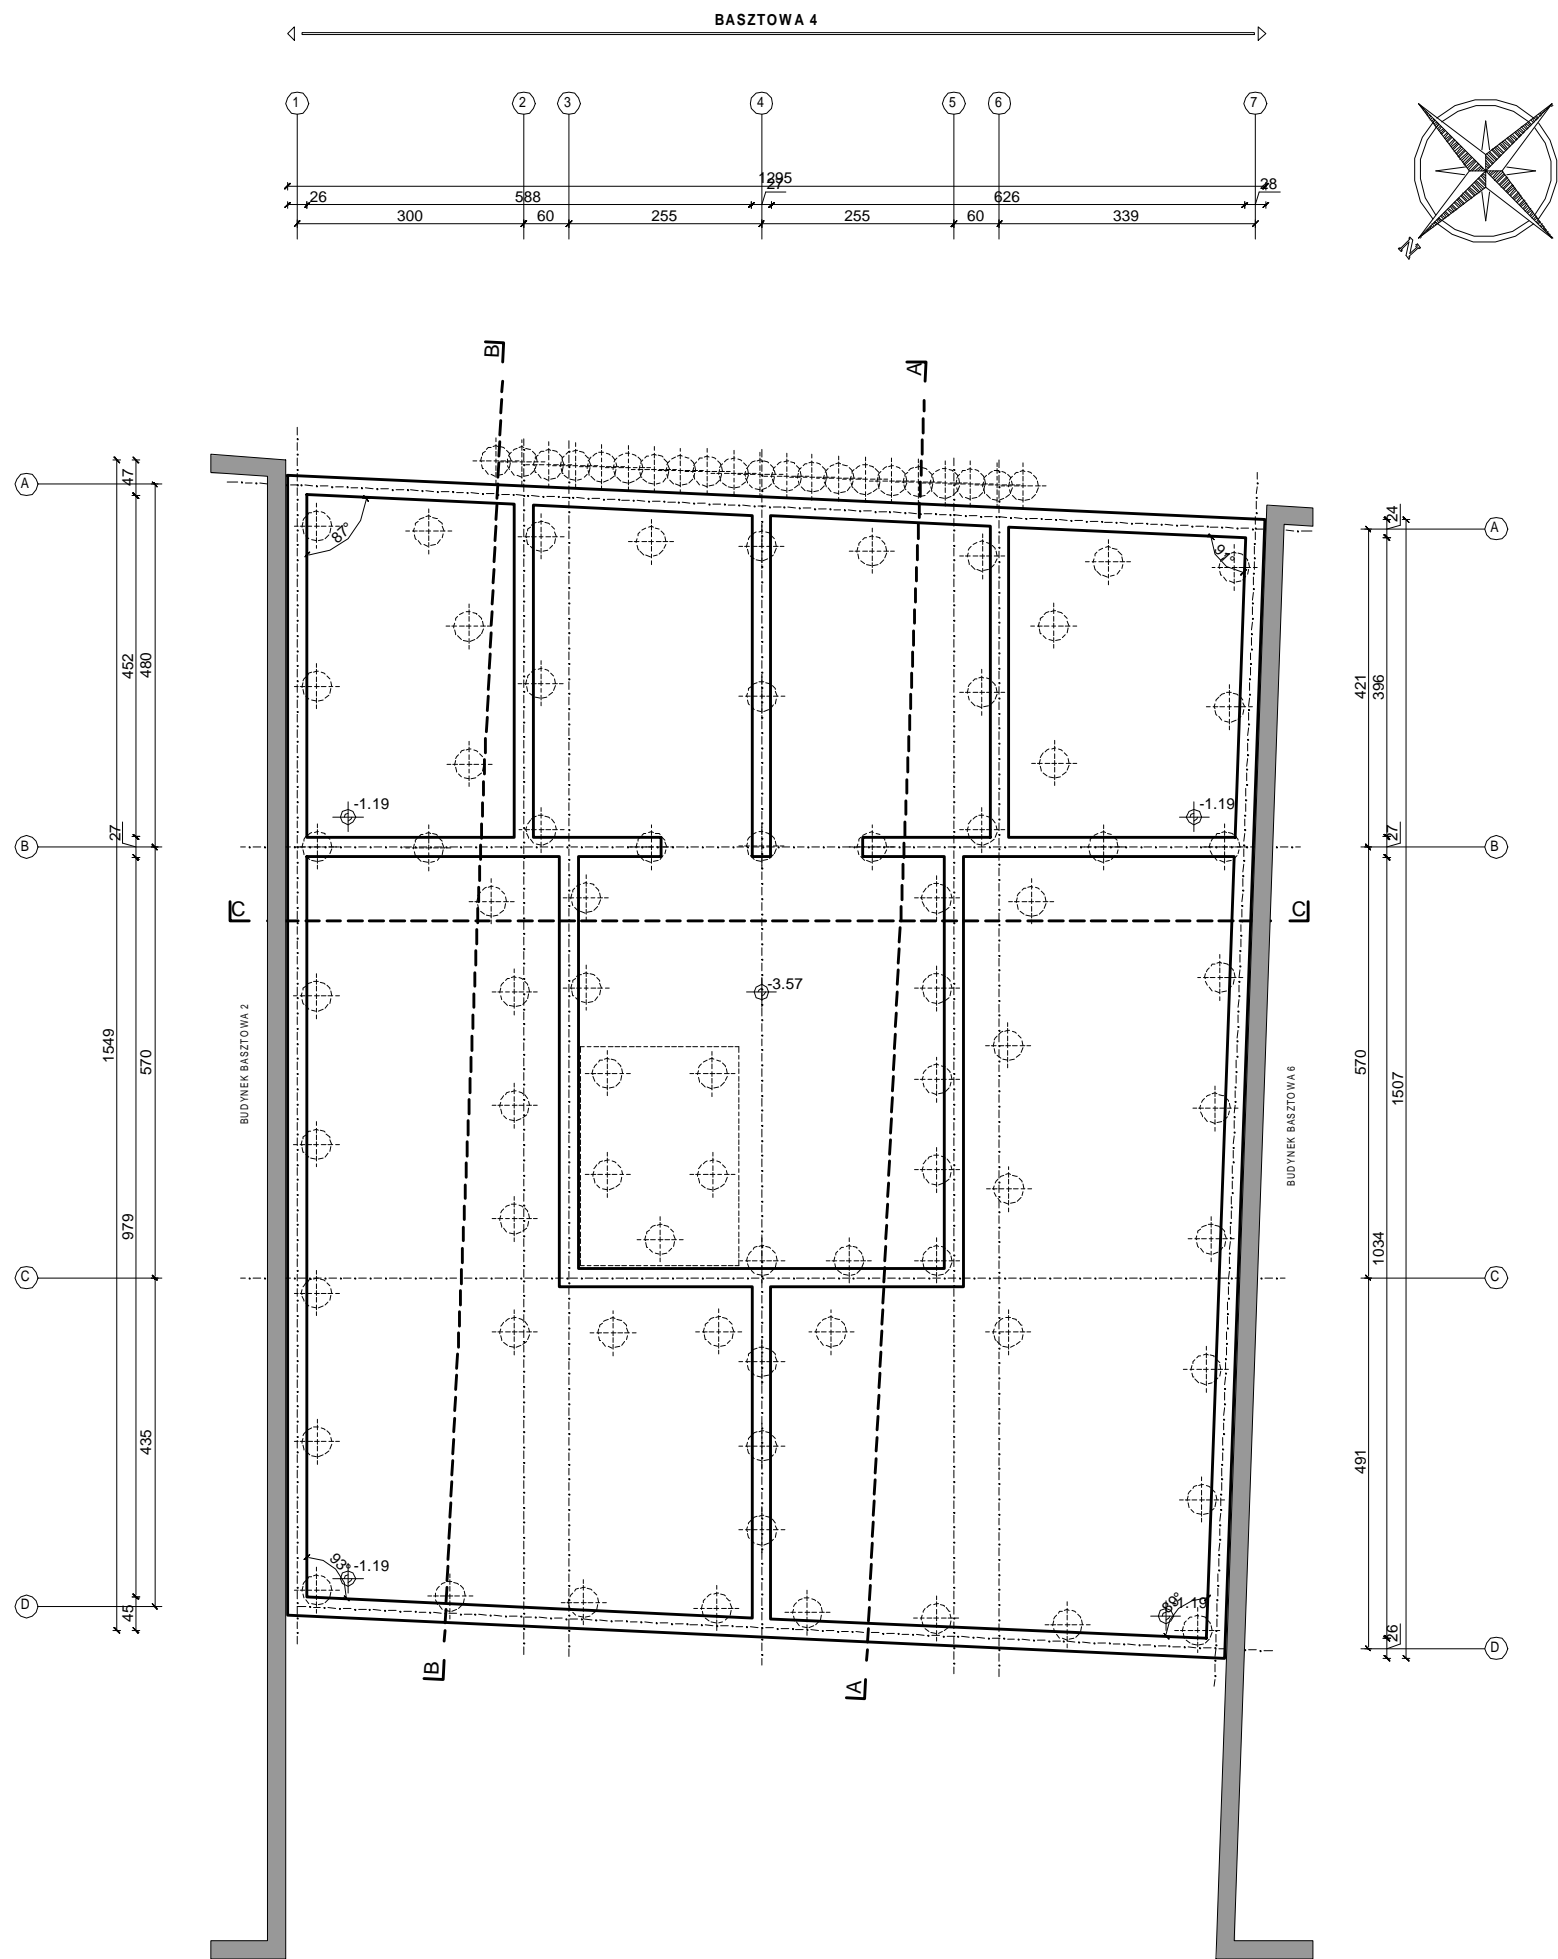 BASZTOWA 4
1 2 3 4 5 6 7
1295
26 588 27 626 28
300 60 255 255 60 339
N
B A
A 47 24 A
87° 91°
452 480 421 396
-1.19 -1.19
B 27 27 B
C C
-3.57
BUDYNEK BASZTOWA 2
BUDYNEK BASZTOWA 6
1549 570 570 1507
979 1034
C C
435 491
93° -1.19
89° -1.19
D 45 26 D
B A